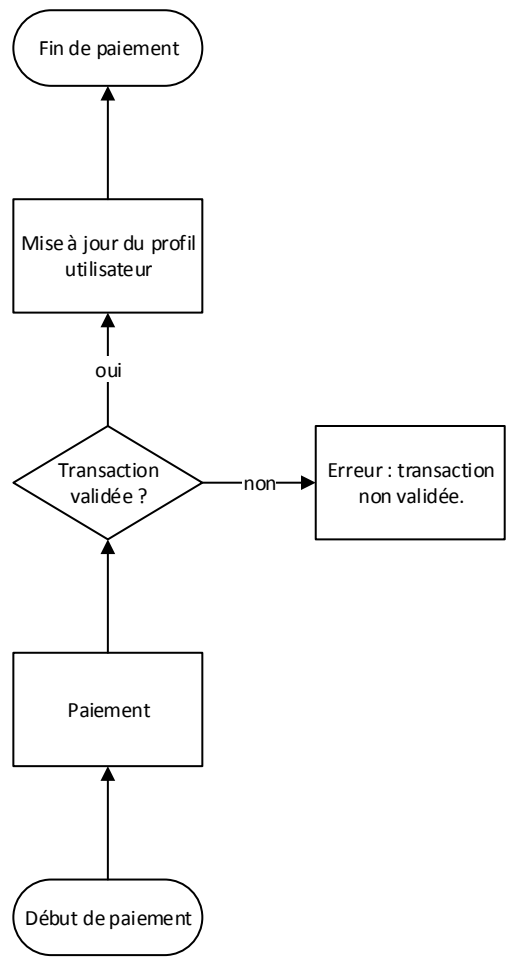 Fin de paiement
Mise à jour du profil
utilisateur
oui
Transaction
validée ?
non
Erreur : transaction
non validée.
Paiement
Début de paiement